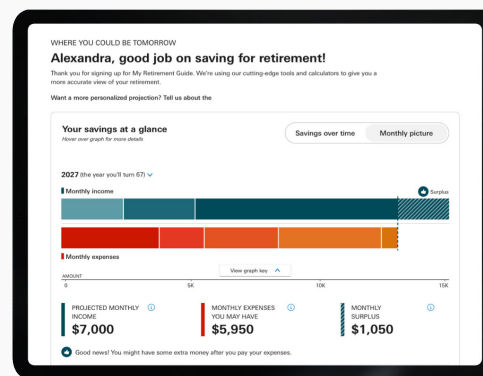 WHERE YOU COULD BE TOMORROW
Alexandra, good job on saving for retirement!
Thank you for signing up for My Retirement Guide. We're using our cutting-edge tools and calculators to give you a
more accurate view of your retirement.
Want a more personalized projection? Tell us about the
Your savings at a glance
Hover over graph for more details
Savings over time
Monthly picture
2027 (the year you'll turn 67)
Monthly income
Surplus
Monthly expenses
View graph key
AMOUNT
0 5K 10K 15K
PROJECTED MONTHLY
INCOME
$7,000
MONTHLY EXPENSES
YOU MAY HAVE
$5,950
MONTHLY
SURPLUS
$1,050
Good news! You might have some extra money after you pay your expenses.